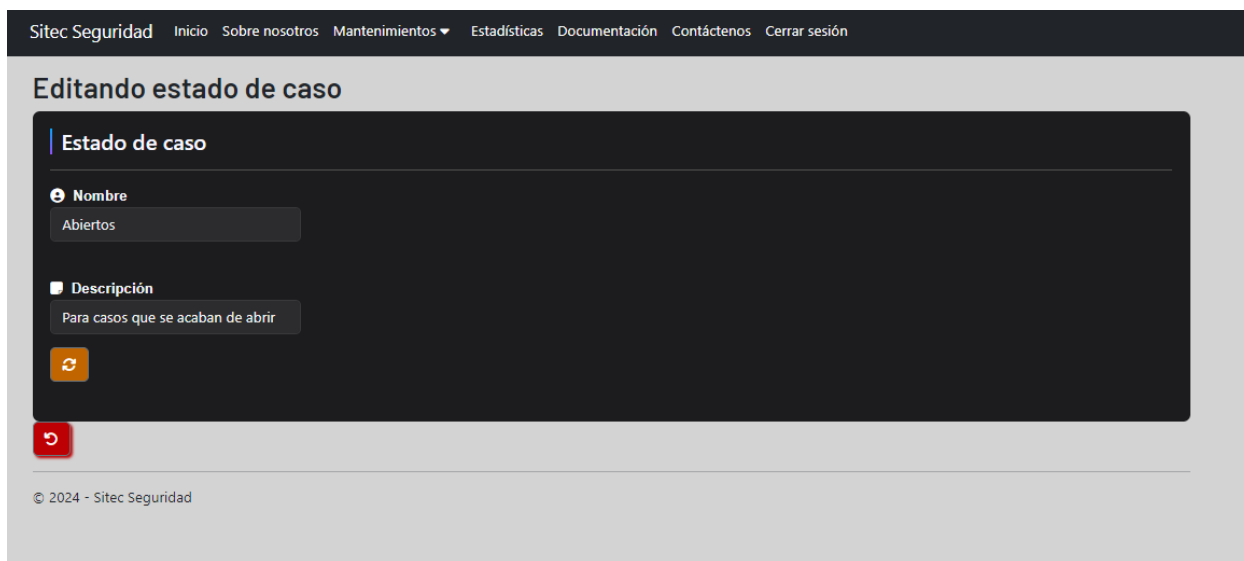 Sitec Seguridad Inicio Sobre nosotros Mantenimientos Estadísticas Documentación Contáctenos Cerrar sesión
Editando estado de caso
Estado de caso
Nombre
Abiertos
Descripción
Para casos que se acaban de abrir
© 2024 - Sitec Seguridad